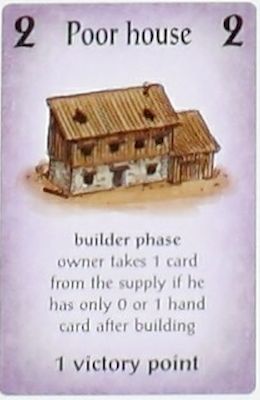 2 Poor house 2
builder phase
owner takes 1 card
from the supply if he
has only 0 or 1 hand
card after building
1 victory point